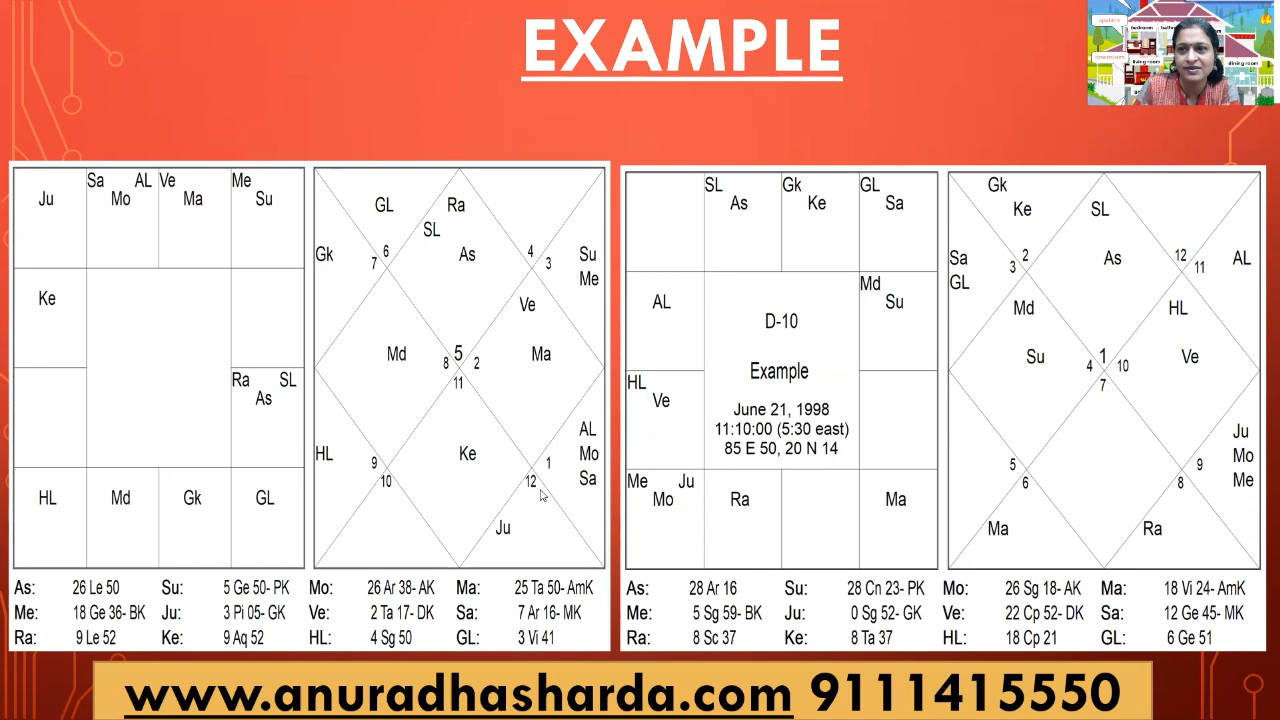 EXAMPLE
upstairs
bedroom
downstairs
living room
dining room
Ju
Sa AL
Mo
Ve
Ma
Me
Su
Ke
Ra SL
As
HL
Md
Gk
GL
GL
Ra
SL
Gk
6
7
As
4
3
Su
Me
Ve
Md
8
5
2
11
Ma
AL
HL
9
10
Ke
1
12
Mo
Sa
Ju
SL
As
Gk
Ke
GL
Sa
AL
Md
Su
D-10
Example
June 21, 1998
11:10:00 (5:30 east)
85 E 50, 20 N 14
HL
Ve
Me Ju
Mo
Ra
Ma
Gk
Ke
SL
Sa
GL
2
3
As
12
11
AL
Md
HL
Su
4
1
10
7
Ve
Ju
Mo
Me
5
6
9
8
Ma
Ra
As: 26 Le 50 Su: 5 Ge 50- PK Mo: 26 Ar 38- AK Ma: 25 Ta 50- AmK
Me: 18 Ge 36- BK Ju: 3 Pi 05- GK Ve: 2 Ta 17- DK Sa: 7 Ar 16- MK
Ra: 9 Le 52 Ke: 9 Aq 52 HL: 4 Sg 50 GL: 3 Vi 41
As: 28 Ar 16 Su: 28 Cn 23- PK Mo: 26 Sg 18- AK Ma: 18 Vi 24- AmK
Me: 5 Sg 59- BK Ju: 0 Sg 52- GK Ve: 22 Cp 52- DK Sa: 12 Ge 45- MK
Ra: 8 Sc 37 Ke: 8 Ta 37 HL: 18 Cp 21 GL: 6 Ge 51
www.anuradhasharda.com 9111415550